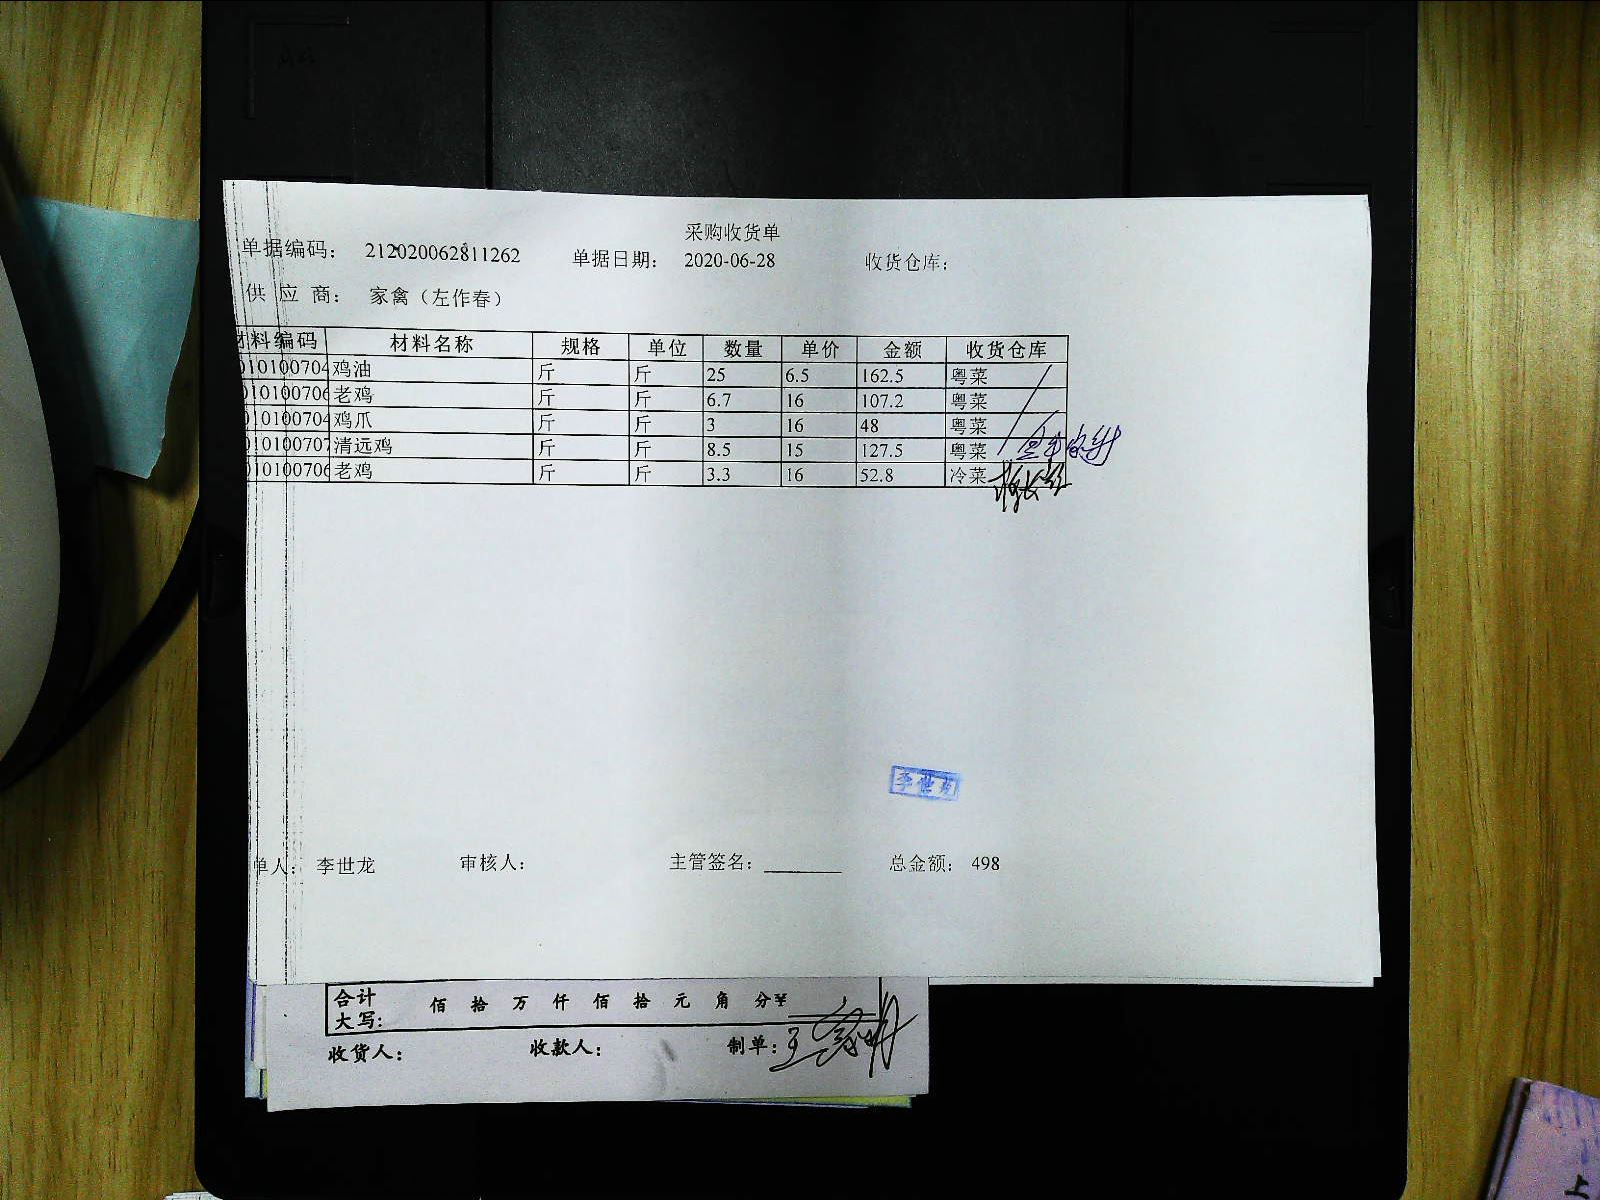 采购收货单
单据编码： 212020062811262 单据日期： 2020-06-28 收货仓库：
供 应 商： 家禽（左作春）
材料编码 材料名称 规格 单位 数量 单价 金额 收货仓库
010100704 鸡油 斤 斤 25 6.5 162.5 粤菜
010100706 老鸡 斤 斤 6.7 16 107.2 粤菜
010100704 鸡爪 斤 斤 3 16 48 粤菜
010100707 清远鸡 斤 斤 8.5 15 127.5 粤菜
010100706 老鸡 斤 斤 3.3 16 52.8 冷菜
李世龙
单人： 李世龙 审核人： 主管签名： 总金额： 498
合计 佰 拾 万 仟 佰 拾 元 角 分¥
大写：
收货人： 收款人： 制单：
上